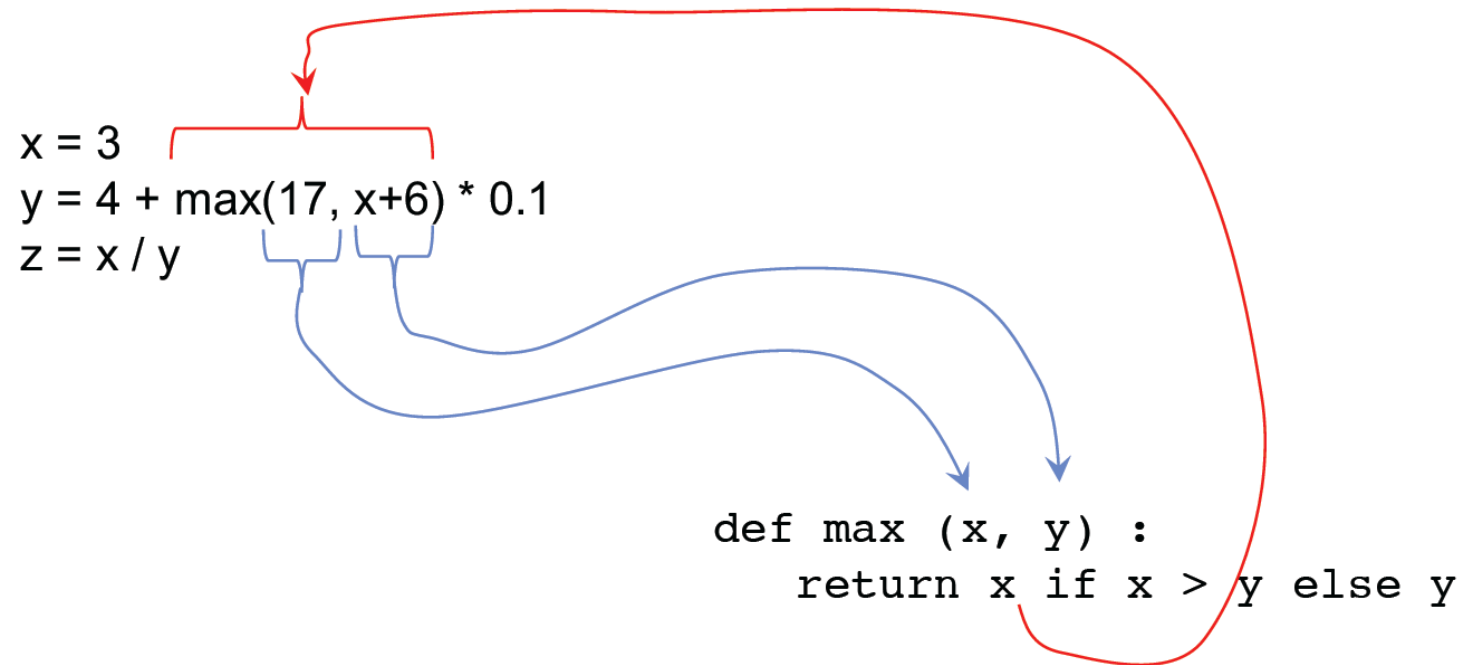 x = 3
y = 4 + max(17, x+6) * 0.1
z = x / y
def max (x, y) :
return x if x > y else y